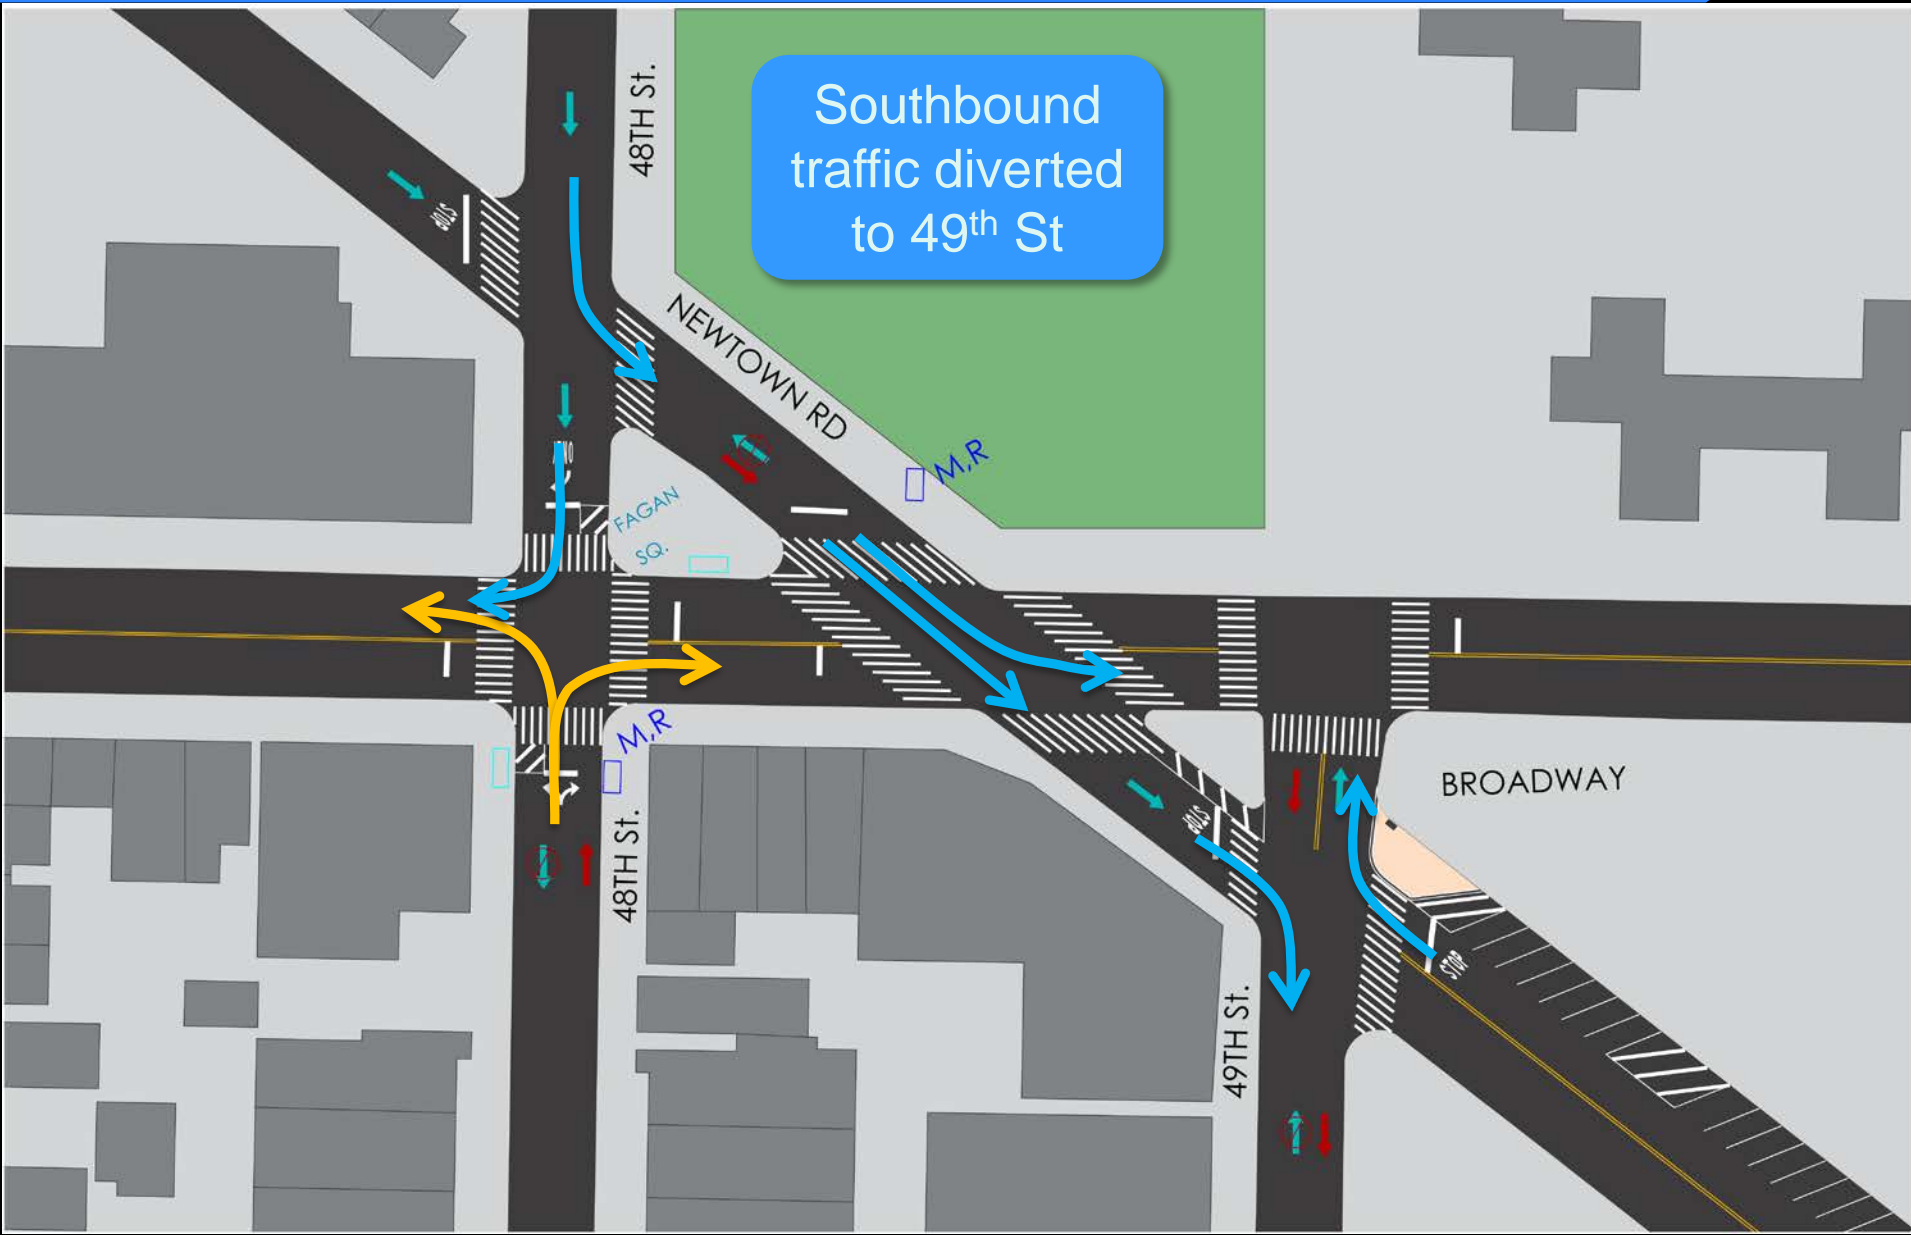 48TH St.
Southbound
traffic diverted
to 49th St
STOP
NEWTOWN RD
M,R
FAGAN
SQ.
M,R
BROADWAY
STOP
48TH St.
STOP
49TH St.